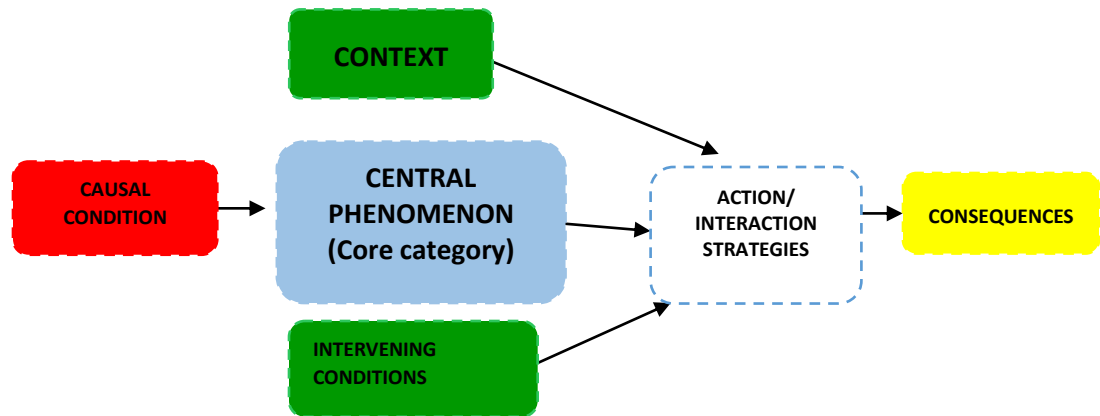 CONTEXT
CAUSAL
CONDITION
CENTRAL
PHENOMENON
(Core category)
ACTION/
INTERACTION
STRATEGIES
CONSEQUENCES
INTERVENING
CONDITIONS